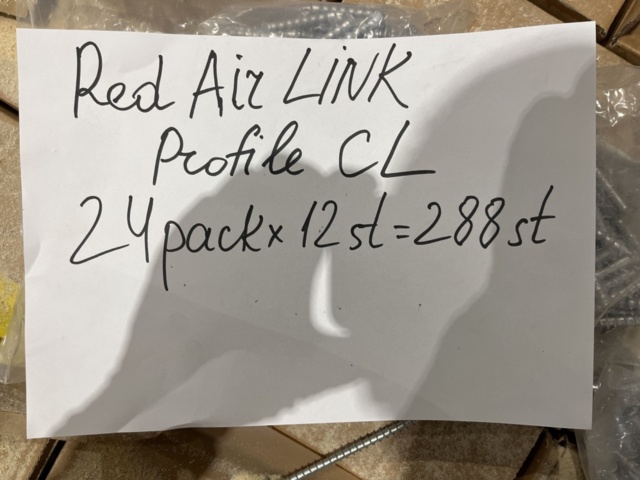 Red Air LiNK
Profile CL
24 pack x 12 st = 288 st